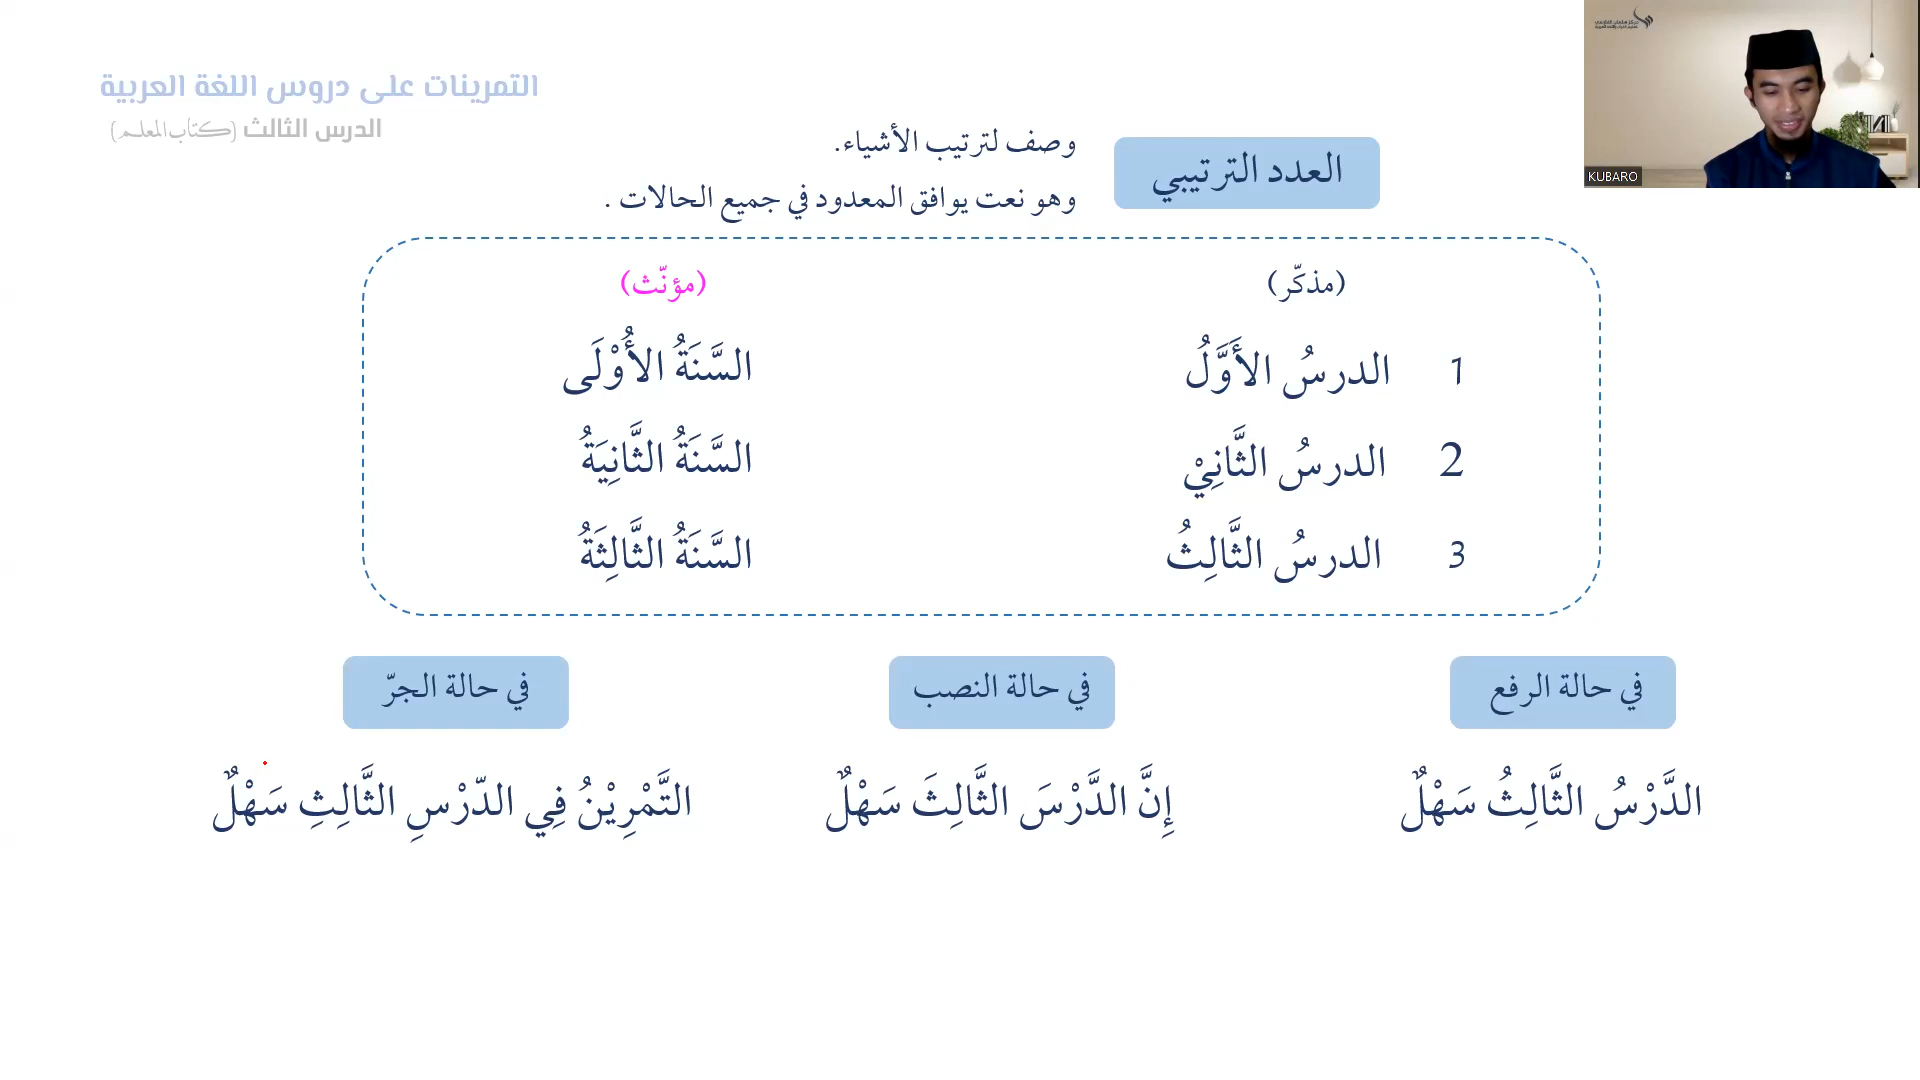 التمرينات على دروس اللغة العربية
الدرس الثالث (كتاب المعلم)
العدد الترتيبي
وصف لترتيب الأشياء.
وهو نعت يوافق المعدود في جميع الحالات .
(مذكّر) (مؤنّث)
1 الدرسُ الأَوَّلُ السَّنَةُ الأُوْلَى
2 الدرسُ الثَّانِيْ السَّنَةُ الثَّانِيَةُ
3 الدرسُ الثَّالِثُ السَّنَةُ الثَّالِثَةُ
في حالة الرفع في حالة النصب في حالة الجرّ
الدَّرْسُ الثَّالِثُ سَهْلٌ إِنَّ الدَّرْسَ الثَّالِثَ سَهْلٌ التَّمْرِيْنُ فِي الدّرْسِ الثَّالِثِ سَهْلٌ
KUBARO